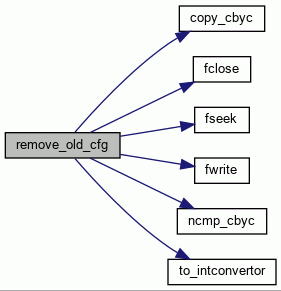 copy_cbyc
fclose
fseek
remove_old_cfg
fwrite
ncmp_cbyc
to_intconvertor